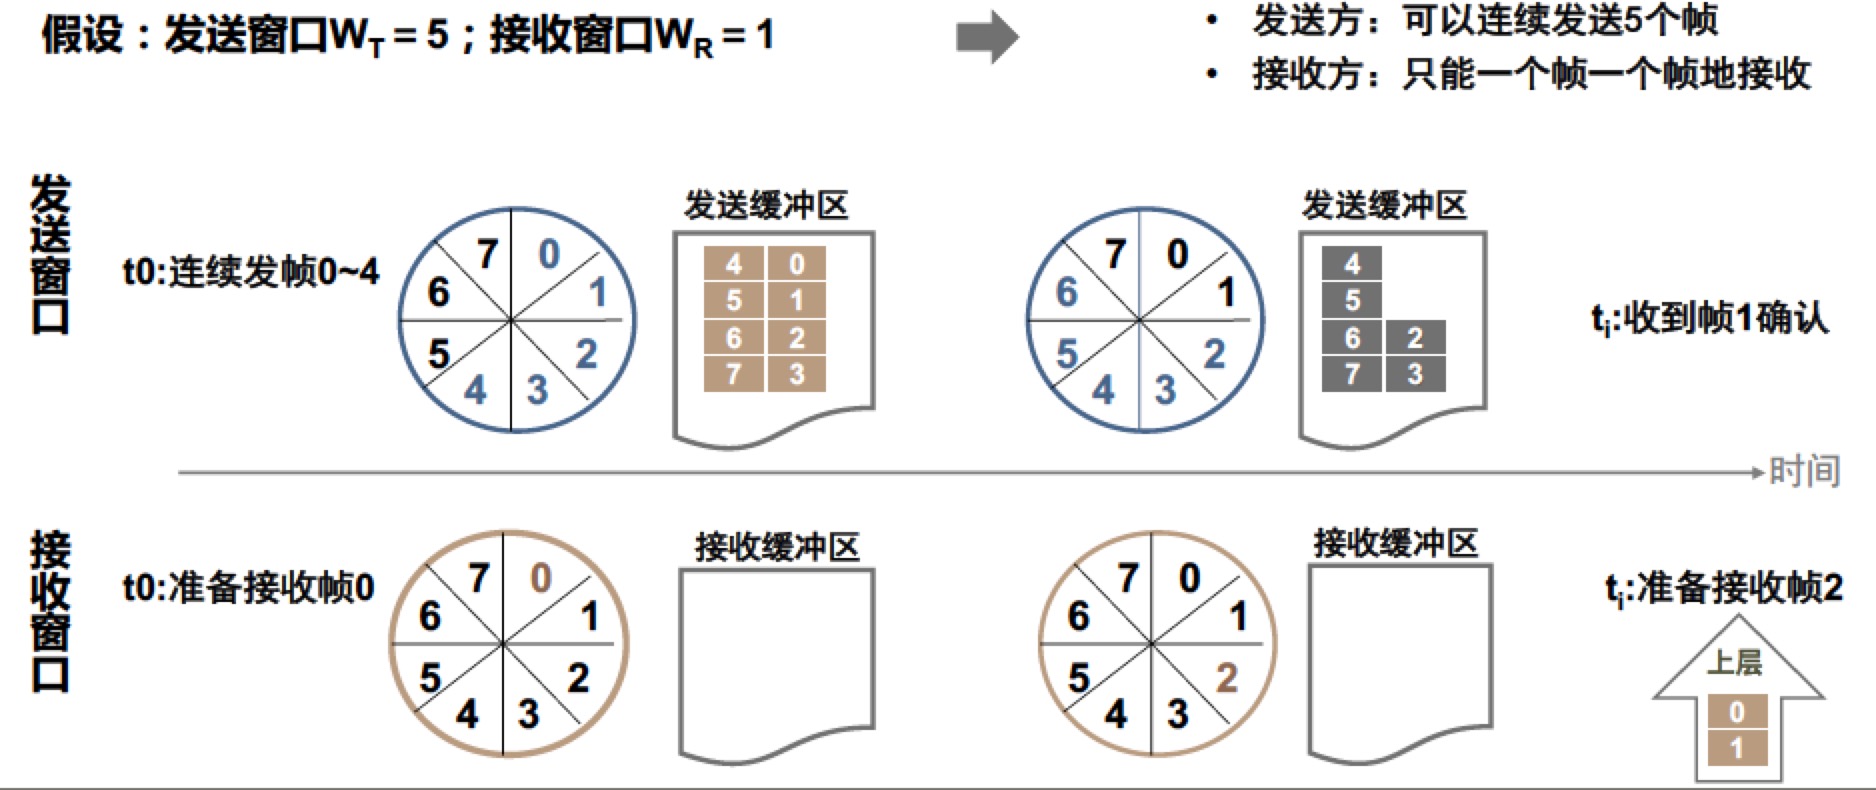 假设：发送窗口WT = 5；接收窗口WR = 1
• 发送方：可以连续发送5个帧
• 接收方：只能一个帧一个帧地接收
发送窗口
t0:连续发帧0~4
7 0
6 1
5 2
4 3
发送缓冲区
4 0
5 1
6 2
7 3
7 0
6 1
5 2
4 3
发送缓冲区
4
5
6 2
7 3
ti:收到帧1确认
时间
接收窗口
t0:准备接收帧0
7 0
6 1
5 2
4 3
接收缓冲区
7 0
6 1
5 2
4 3
接收缓冲区
ti:准备接收帧2
上层
0
1